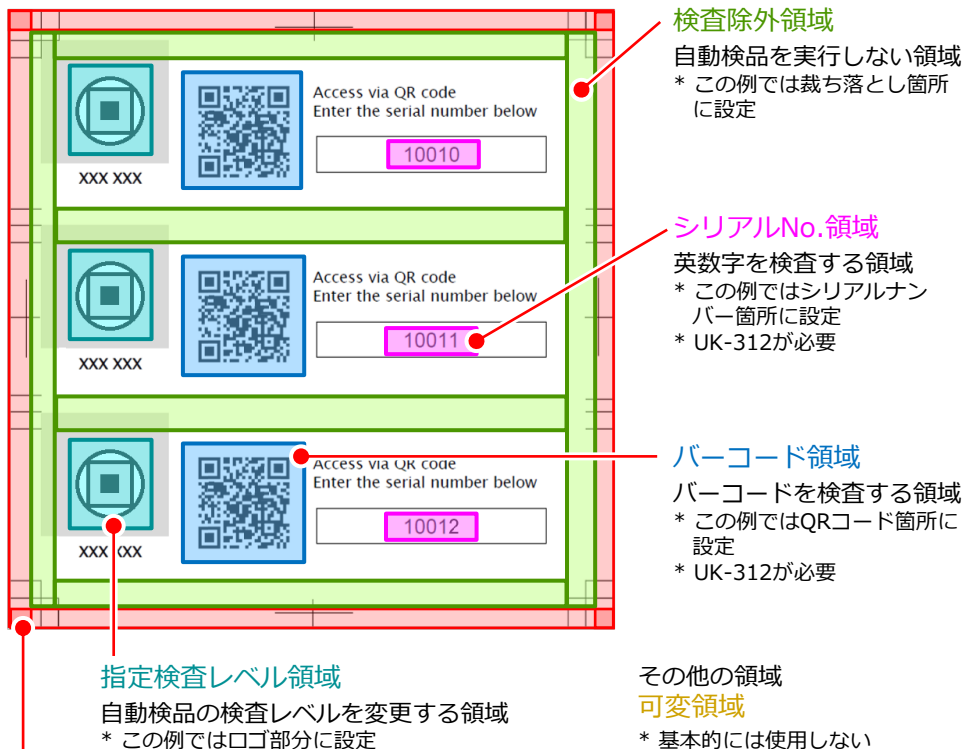 検査除外領域
自動検品を実行しない領域
* この例では裁ち落とし箇所
に設定
Access via QR code
Enter the serial number below
10010
XXX XXX
シリアルNo.領域
英数字を検査する領域
* この例ではシリアルナン
バー箇所に設定
* UK-312が必要
Access via QR code
Enter the serial number below
10011
XXX XXX
バーコード領域
バーコードを検査する領域
* この例ではQRコード箇所に
設定
* UK-312が必要
Access via QR code
Enter the serial number below
10012
XXX XXX
指定検査レベル領域
自動検品の検査レベルを変更する領域
* この例ではロゴ部分に設定
その他の領域
可変領域
* 基本的には使用しない